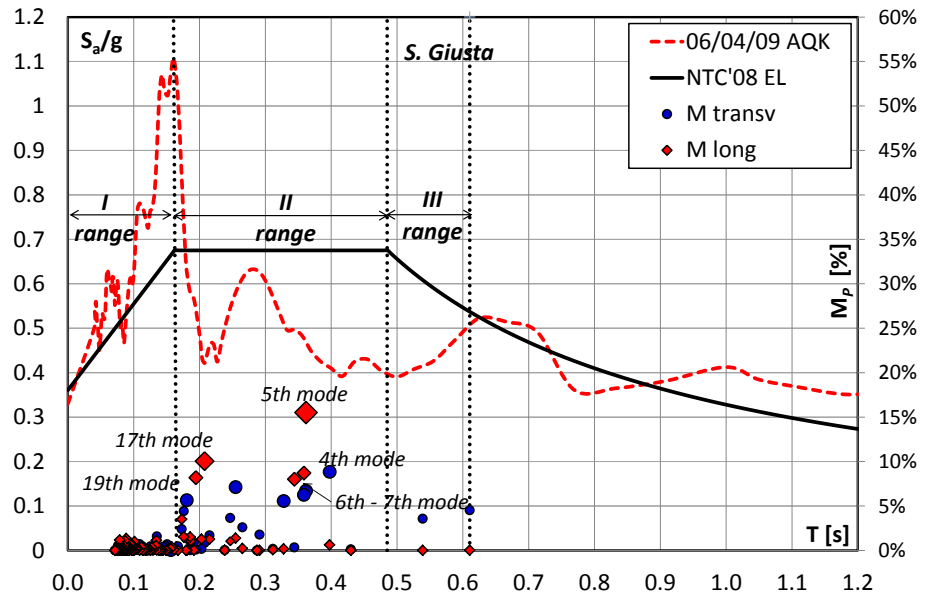 1.2 60%
Sa/g S. Giusta 06/04/09 AQK
1.1 55%
NTC'08 EL
1 50%
M transv
0.9 45%
M long
0.8 40%
I II III
range range range
0.7 35%
MP [%]
0.6 30%
0.5 25%
0.4 20%
5th mode
0.3 15%
17th mode
4th mode
0.2 10%
19th mode
6th - 7th mode
0.1 5%
T [s]
0 0%
0.0 0.1 0.2 0.3 0.4 0.5 0.6 0.7 0.8 0.9 1.0 1.1 1.2